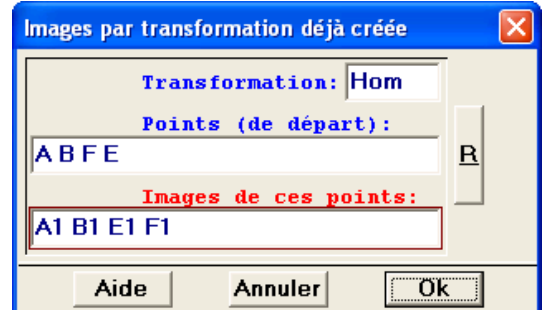 Images par transformation déjà créée
Transformation: Hom
Points (de départ):
A B F E
R
Images de ces points:
A1 B1 E1 F1
Aide Annuler Ok